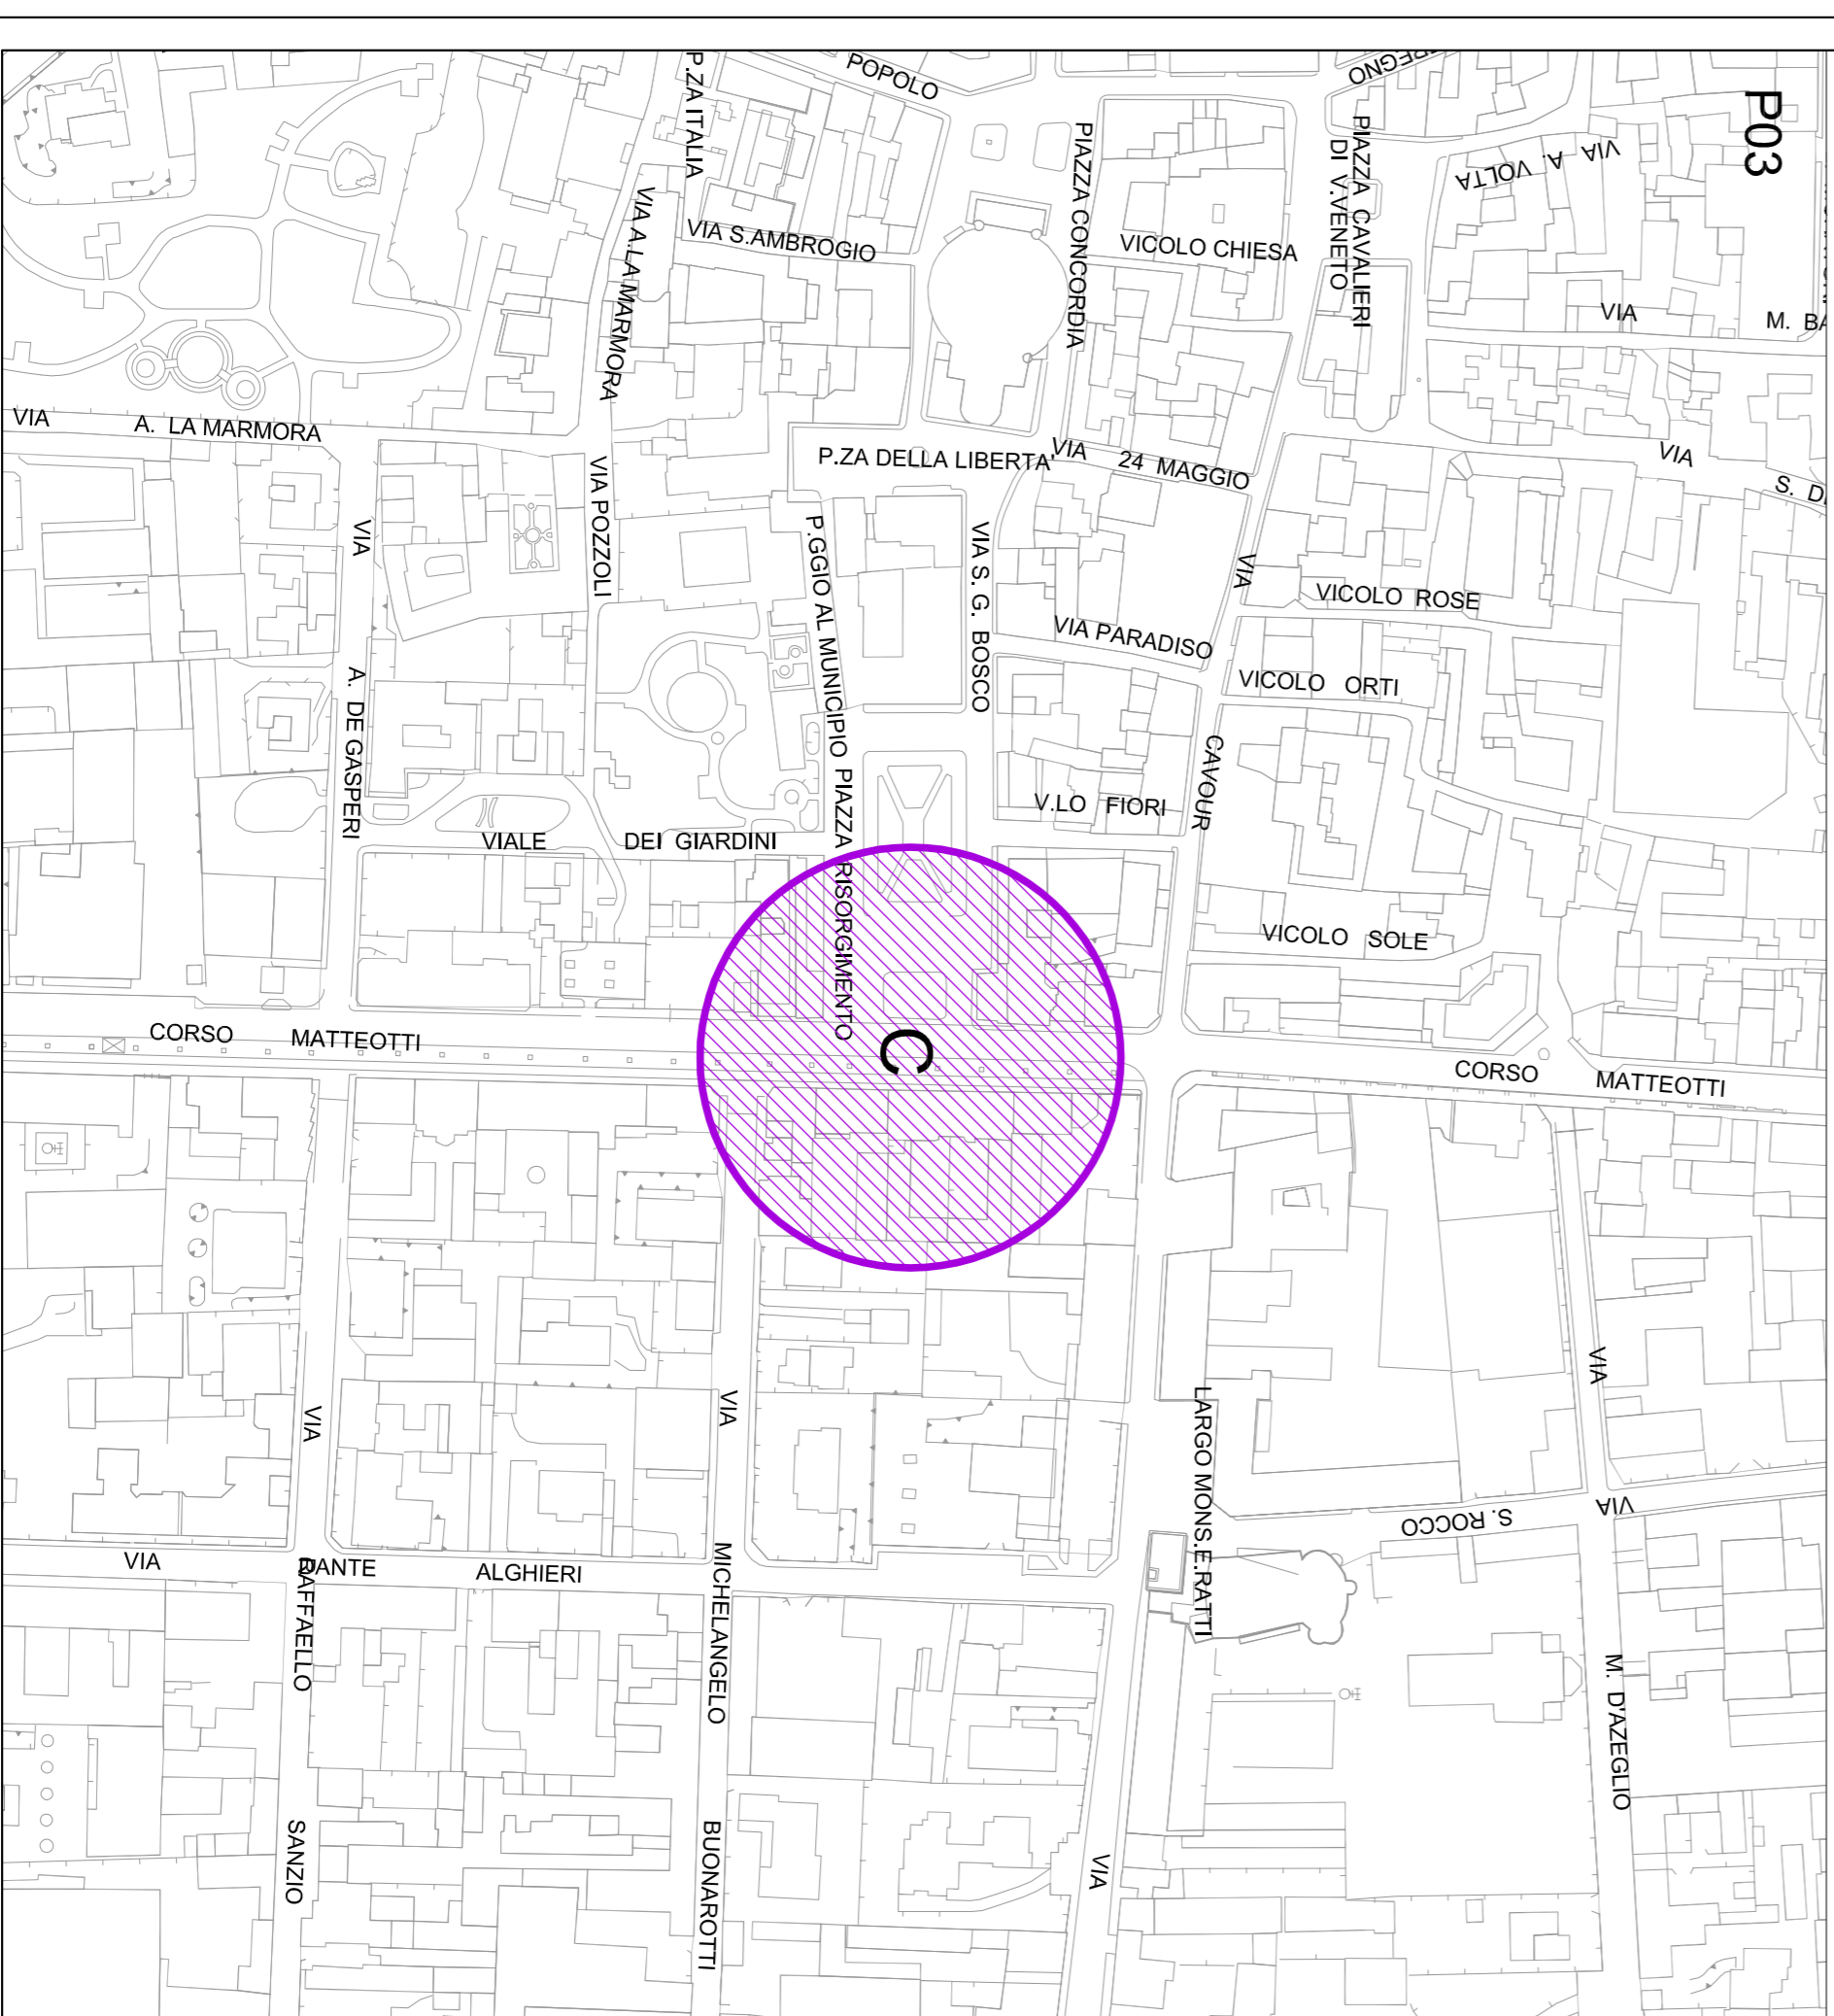 P03
POPOLO
P.ZA ITALIA
PIAZZA CONCORDIA
PIAZZA CAVALIERI
DI V.VENETO
VIA A. VOLTA
VIA A.LAMARMORA
VIA S.AMBROGIO
VICOLO CHIESA
VIA M. BA
VIA A. LA MARMORA
P.ZA DELLA LIBERTA'
VIA 24 MAGGIO
VIA S. D
VIA POZZOLI
VIA A. DE GASPERI
P.GGIO AL MUNICIPIO
VIA S. G. BOSCO
VIA CAVOUR
VICOLO ROSE
VIA PARADISO
VICOLO ORTI
V.LO FIORI
VIALE DEI GIARDINI
PIAZZA RISORGIMENTO
VICOLO SOLE
C
CORSO MATTEOTTI
CORSO MATTEOTTI
VIA RAFFAELLO SANZIO
VIA MICHELANGELO BUONAROTTI
LARGO MONS.E.RATTI
VIA
VIA S. ROCCO
VIA DANTE ALGHIERI
M. D'AZEGLIO
VIA